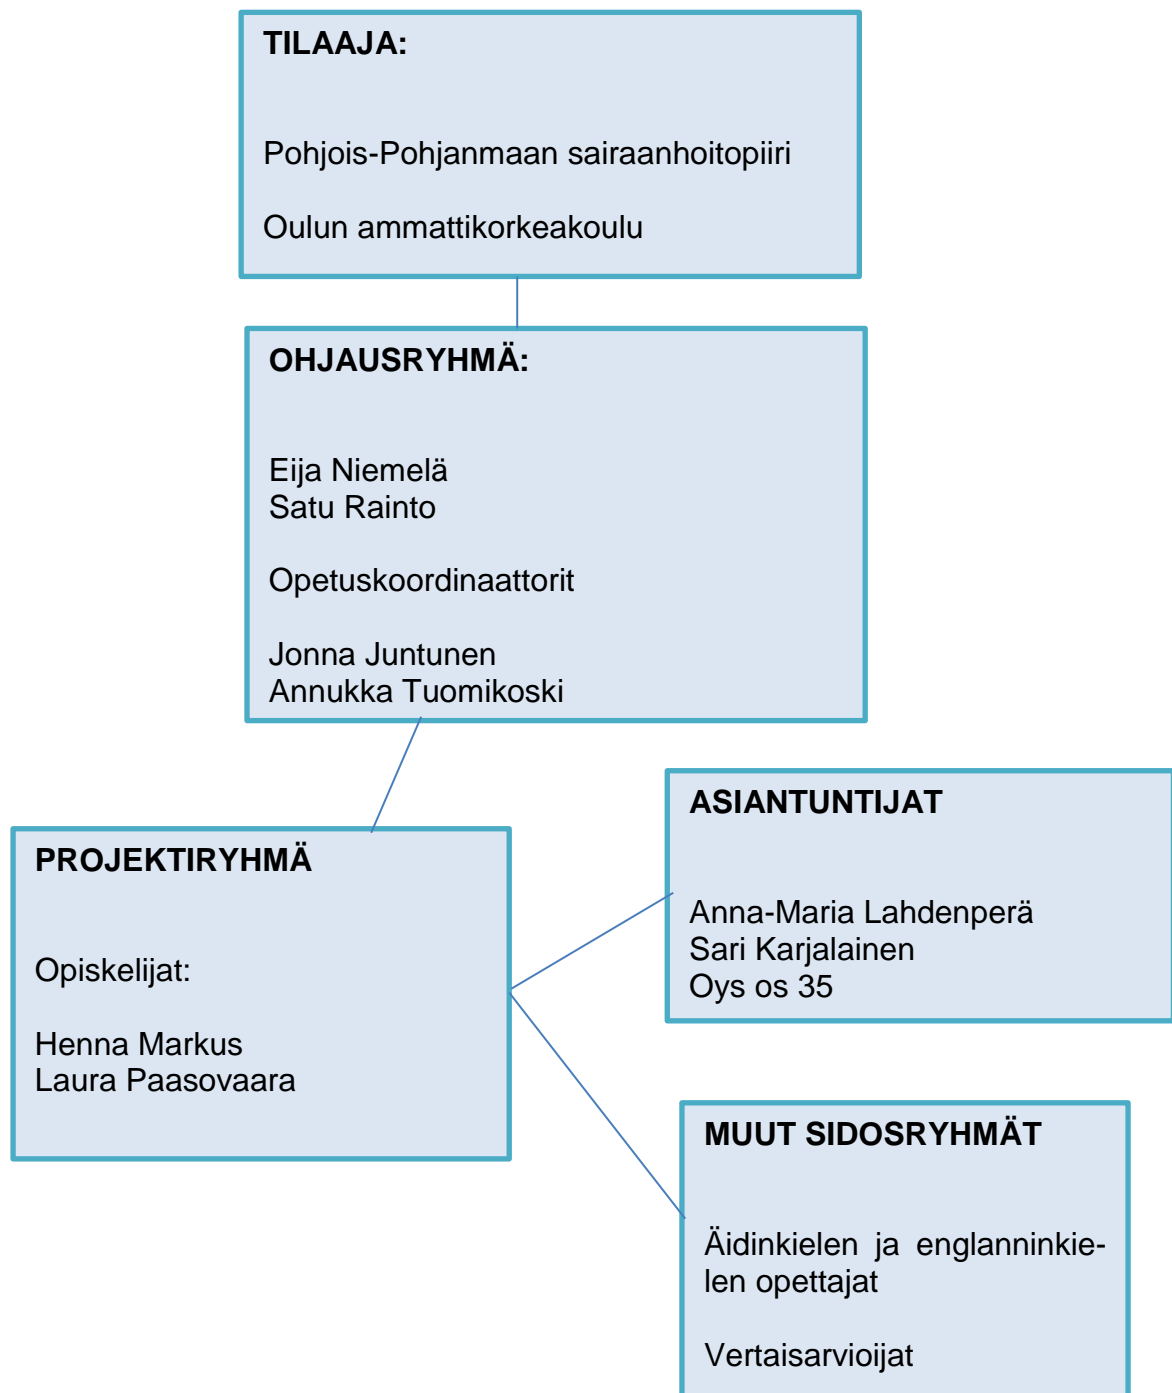 TILAAJA:
Pohjois-Pohjanmaan sairaanhoitopiiri
Oulun ammattikorkeakoulu
OHJAUSRYHMÄ:
Eija Niemelä
Satu Rainto
Opetuskoordinaattorit
Jonna Juntunen
Annukka Tuomikoski
PROJEKTIRYHMÄ
Opiskelijat:
Henna Markus
Laura Paasovaara
ASIANTUNTIJAT
Anna-Maria Lahdenperä
Sari Karjalainen
Oys os 35
MUUT SIDOSRYHMÄT
Äidinkielen ja englanninkie-
len opettajat
Vertaisarvioijat